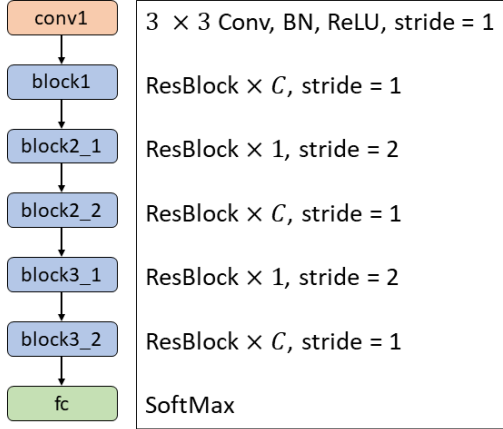 conv1 3 × 3 Conv, BN, ReLU, stride = 1
block1 ResBlock × C, stride = 1
block2_1 ResBlock × 1, stride = 2
block2_2 ResBlock × C, stride = 1
block3_1 ResBlock × 1, stride = 2
block3_2 ResBlock × C, stride = 1
fc SoftMax